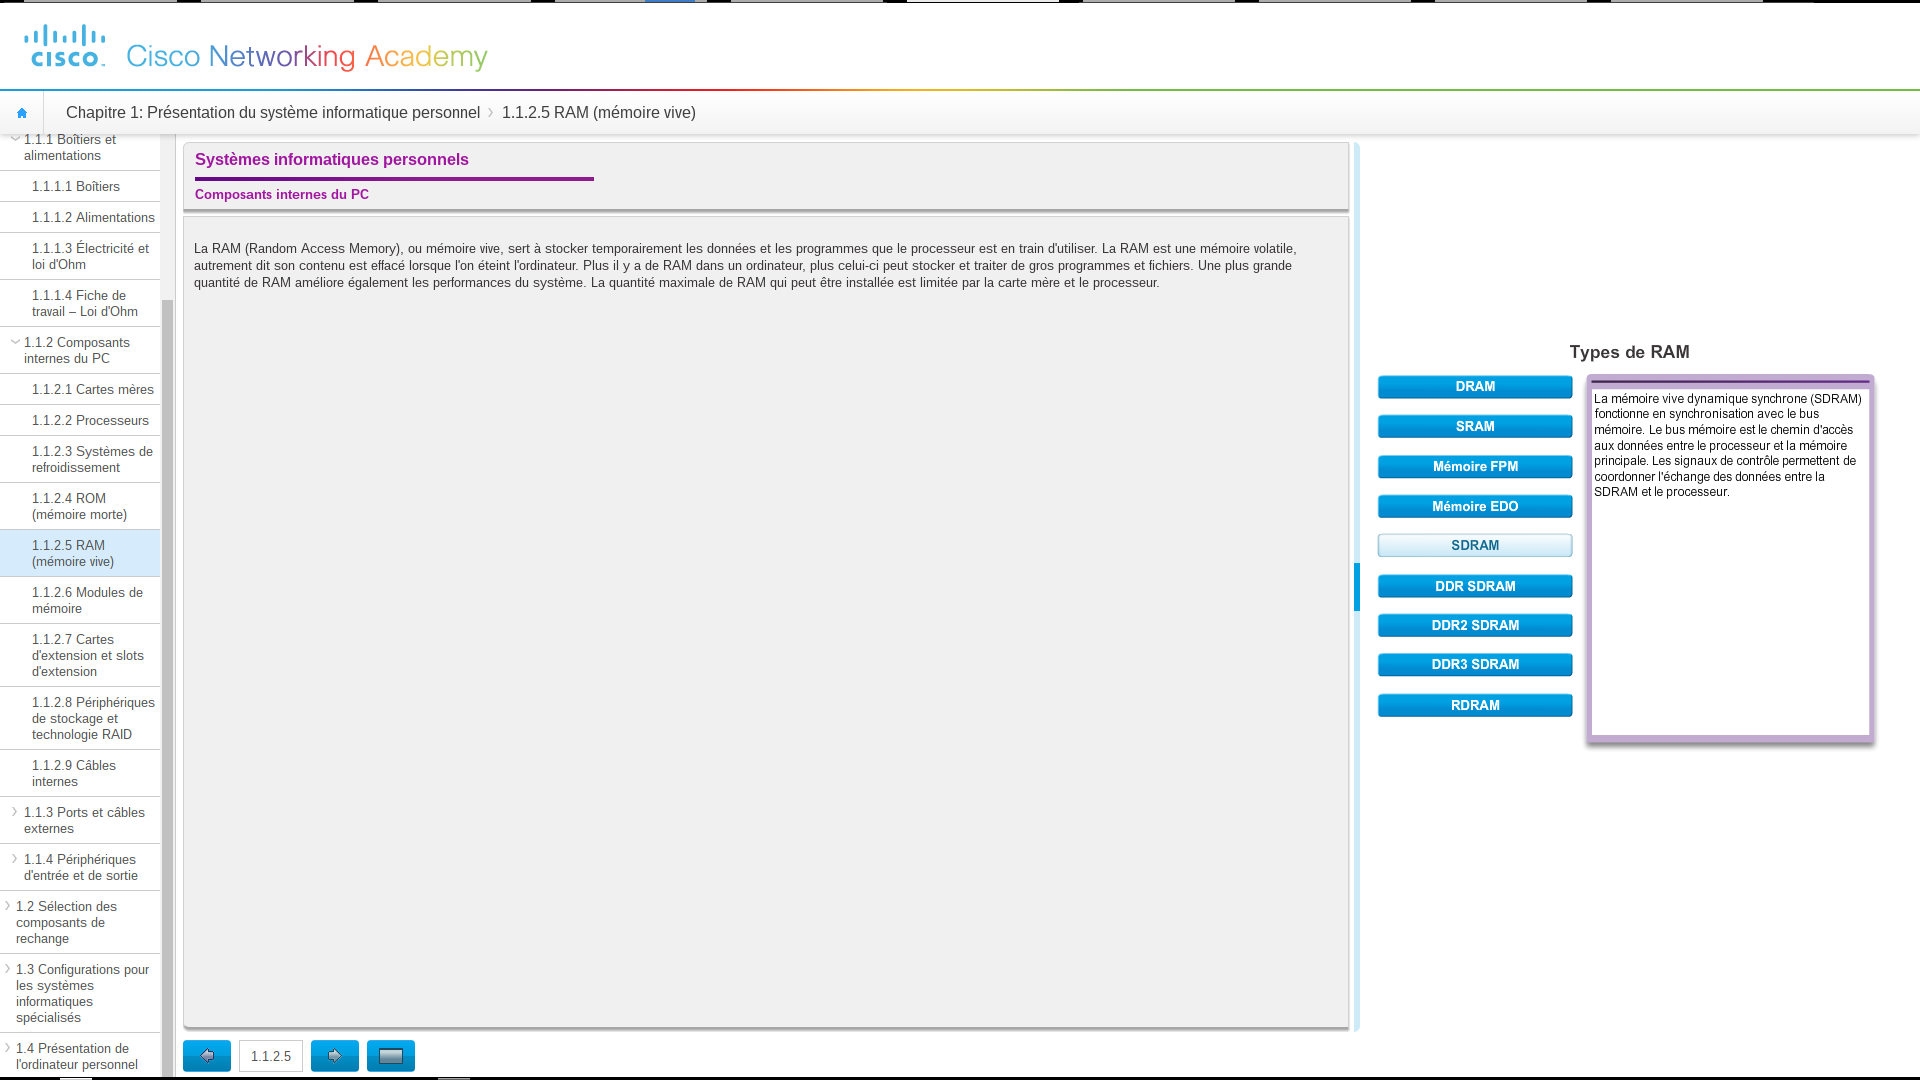 cisco
Cisco Networking Academy
Chapitre 1: Présentation du système informatique personnel
1.1.2.5 RAM (mémoire vive)
1.1.1 Boîtiers et
alimentations
1.1.1.1 Boîtiers
1.1.1.2 Alimentations
1.1.1.3 Électricité et
loi d'Ohm
1.1.1.4 Fiche de
travail – Loi d'Ohm
1.1.2 Composants
internes du PC
1.1.2.1 Cartes mères
1.1.2.2 Processeurs
1.1.2.3 Systèmes de
refroidissement
1.1.2.4 ROM
(mémoire morte)
1.1.2.5 RAM
(mémoire vive)
1.1.2.6 Modules de
mémoire
1.1.2.7 Cartes
d'extension et slots
d'extension
1.1.2.8 Périphériques
de stockage et
technologie RAID
1.1.2.9 Câbles
internes
1.1.3 Ports et câbles
externes
1.1.4 Périphériques
d'entrée et de sortie
1.2 Sélection des
composants de
rechange
1.3 Configurations pour
les systèmes
informatiques
spécialisés
1.4 Présentation de
l'ordinateur personnel
Systèmes informatiques personnels
Composants internes du PC
La RAM (Random Access Memory), ou mémoire vive, sert à stocker temporairement les données et les programmes que le processeur est en train d'utiliser. La RAM est une mémoire volatile,
autrement dit son contenu est effacé lorsque l'on éteint l'ordinateur. Plus il y a de RAM dans un ordinateur, plus celui-ci peut stocker et traiter de gros programmes et fichiers. Une plus grande
quantité de RAM améliore également les performances du système. La quantité maximale de RAM qui peut être installée est limitée par la carte mère et le processeur.
1.1.2.5
Types de RAM
DRAM
SRAM
Mémoire FPM
Mémoire EDO
SDRAM
DDR SDRAM
DDR2 SDRAM
DDR3 SDRAM
RDRAM
La mémoire vive dynamique synchrone (SDRAM)
fonctionne en synchronisation avec le bus
mémoire. Le bus mémoire est le chemin d'accès
aux données entre le processeur et la mémoire
principale. Les signaux de contrôle permettent de
coordonner l'échange des données entre la
SDRAM et le processeur.